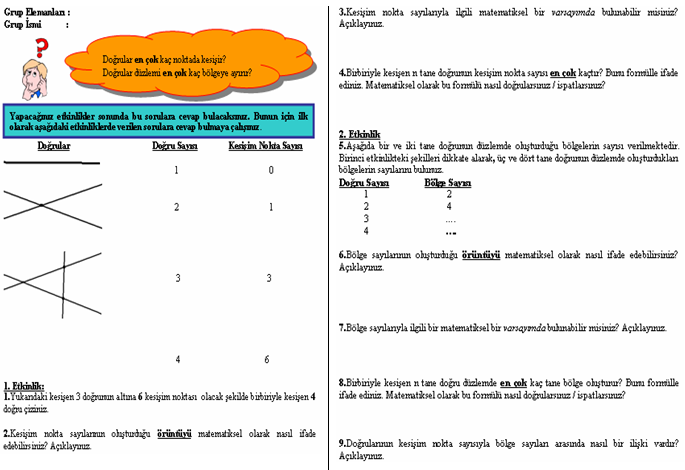 Grup Elemanları :
Grup İsmi :
Doğrular en çok kaç noktada kesişir?
Doğrular düzlemi en çok kaç bölgeye ayırır?
Yapacağınız etkinlikler sonunda bu sorulara cevap bulacaksınız. Bunun için ilk
olarak aşağıdaki etkinliklerde verilen sorulara cevap bulmaya çalışınız.
Doğrular Doğru Sayısı Kesişim Nokta Sayısı
1 0
2 1
3 3
4 6
1. Etkinlik:
1.Yukarıdaki kesişen 3 doğrunun altına 6 kesişim noktası olacak şekilde birbiriyle kesişen 4
doğru çiziniz.
2.Kesişim nokta sayılarının oluşturduğu örüntüyü matematiksel olarak nasıl ifade
edebilirsiniz? Açıklayınız.
3.Kesişim nokta sayılarıyla ilgili matematiksel bir varsayımda bulunabilir misiniz?
Açıklayınız.
4.Birbiriyle kesişen n tane doğrunun kesişim nokta sayısı en çok kaçtır? Bunu formülle ifade
ediniz. Matematiksel olarak bu formülü nasıl doğrularsınız / ispatlarsınız?
2. Etkinlik
5.Aşağıda bir ve iki tane doğrunun düzlemde oluşturduğu bölgelerin sayısı verilmektedir.
Birinci etkinlikteki şekilleri dikkate alarak, üç ve dört tane doğrunun düzlemde oluşturdukları
bölgelerin sayılarını bulunuz.
Doğru Sayısı Bölge Sayısı
1 2
2 4
3 ....
4 ....
6.Bölge sayılarının oluşturduğu örüntüyü matematiksel olarak nasıl ifade edebilirsiniz?
Açıklayınız.
7.Bölge sayılarıyla ilgili bir matematiksel bir varsayımda bulunabilir misiniz? Açıklayınız.
8.Birbiriyle kesişen n tane doğru düzlemde en çok kaç tane bölge oluşturur? Bunu formülle
ifade ediniz. Matematiksel olarak bu formülü nasıl doğrularsınız / ispatlarsınız?
9.Doğrularının kesişim nokta sayısıyla bölge sayıları arasında nasıl bir ilişki vardır?
Açıklayınız.